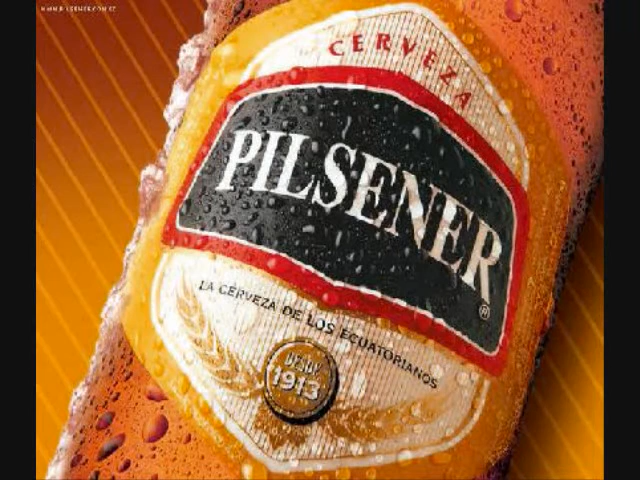 CERVEZA
PILSENER
®
LA CERVEZA DE LOS ECUATORIANOS
DESDE
1913